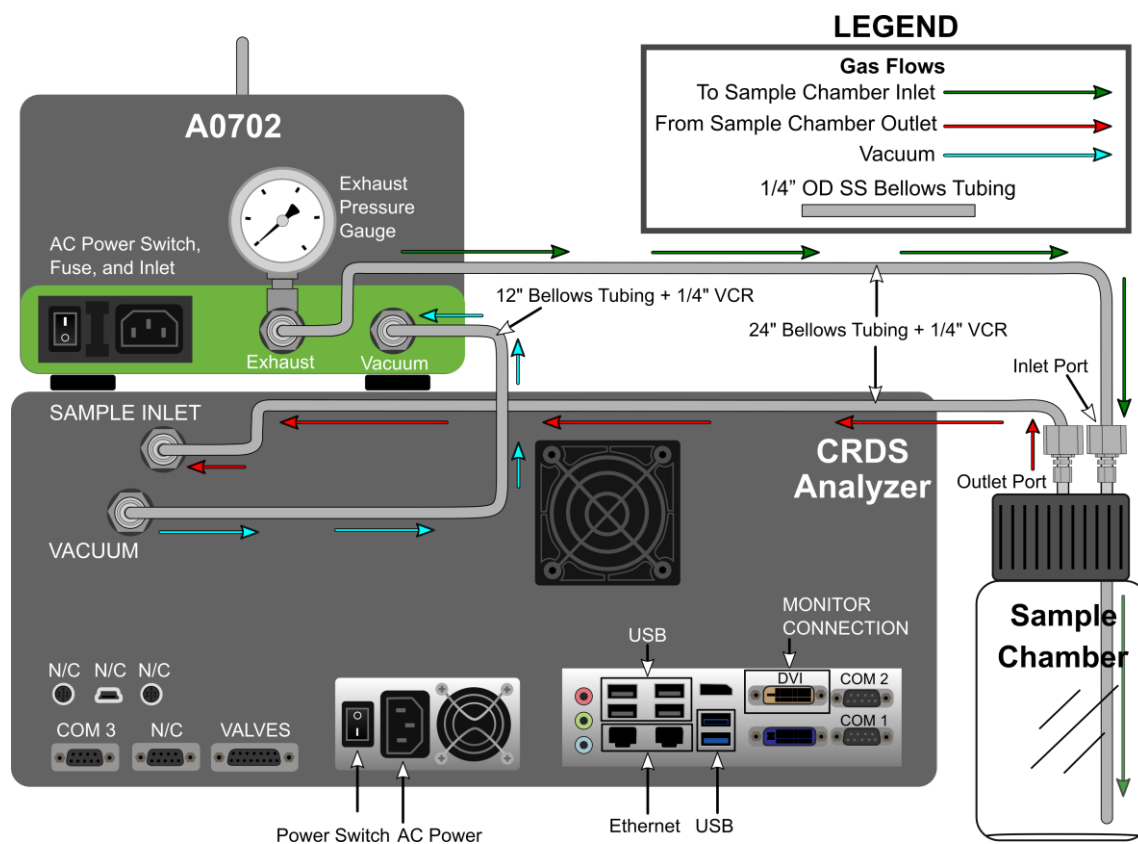 LEGEND
Gas Flows
To Sample Chamber Inlet
From Sample Chamber Outlet
Vacuum
1/4” OD SS Bellows Tubing
A0702
Exhaust
Pressure
Gauge
AC Power Switch,
Fuse, and Inlet
12" Bellows Tubing + 1/4" VCR
24" Bellows Tubing + 1/4" VCR
Exhaust
Vacuum
Inlet Port
SAMPLE INLET
CRDS
Analyzer
Outlet Port
VACUUM
Sample
Chamber
MONITOR
CONNECTION
USB
DVI
COM 2
N/C
N/C
N/C
COM 1
COM 3
N/C
VALVES
Power Switch
AC Power
Ethernet
USB